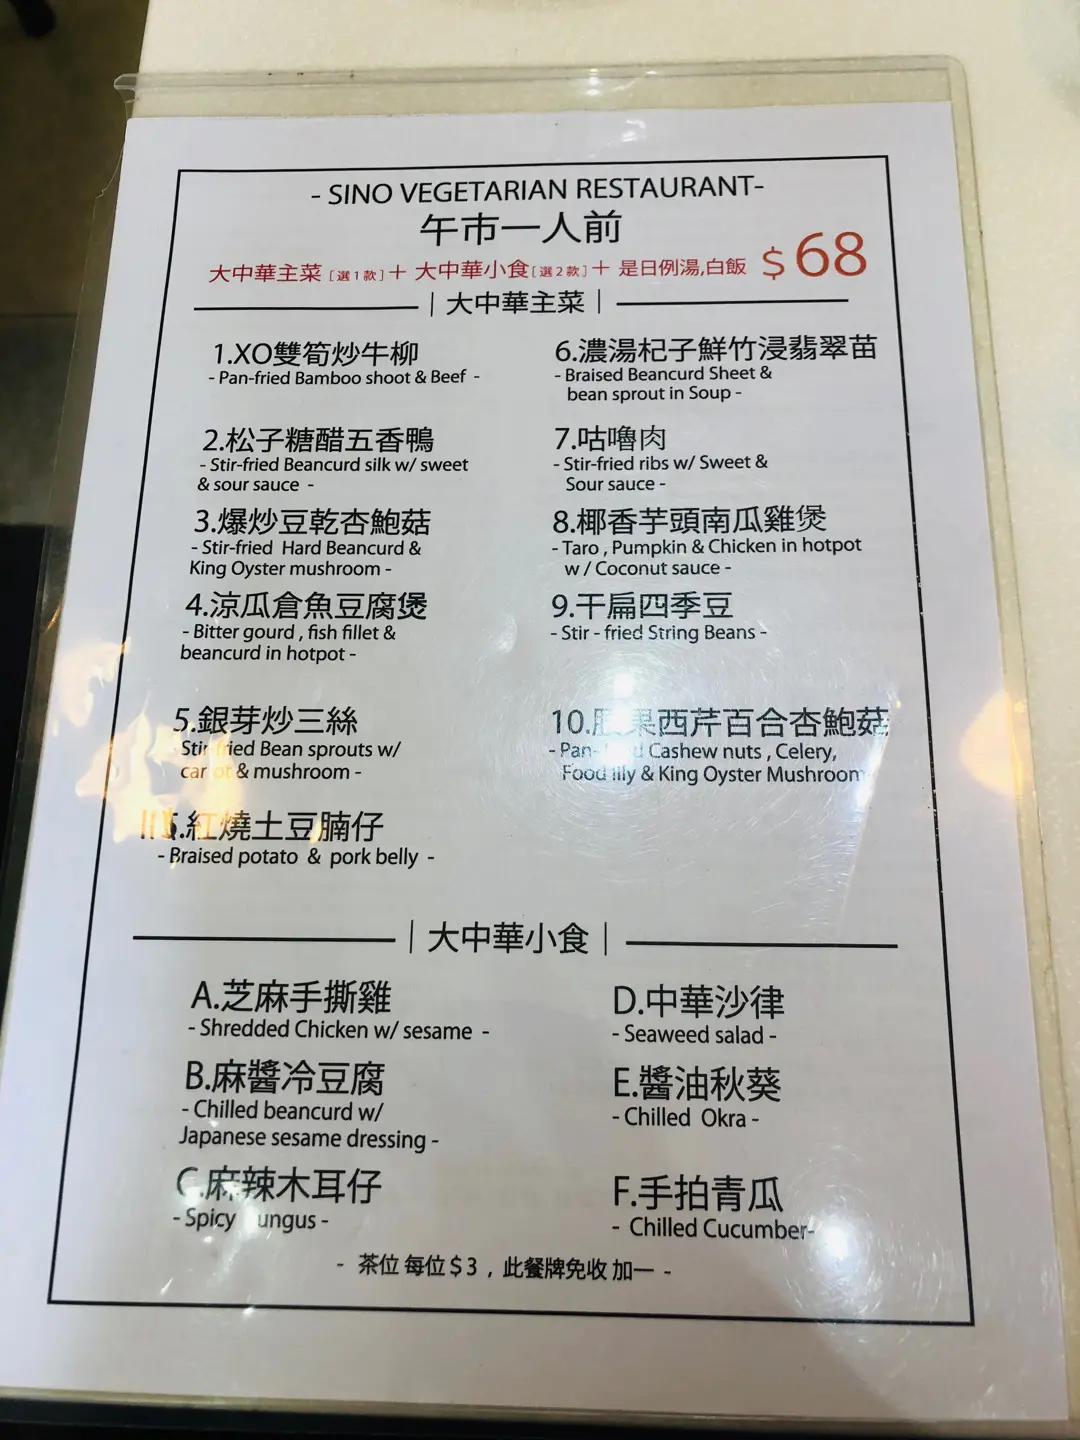 - SINO VEGETARIAN RESTAURANT-
午市一人前
大中華主菜 [選1款] + 大中華小食 [選2款] + 是日例湯,白飯 $68
| 大中華主菜 |
1.XO雙筍炒牛柳
- Pan-fried Bamboo shoot & Beef -
2.松子糖醋五香鴨
- Stir-fried Beancurd silk w/ sweet
& sour sauce -
3.爆炒豆乾杏鮑菇
- Stir-fried Hard Beancurd &
King Oyster mushroom -
4.涼瓜倉魚豆腐煲
- Bitter gourd , fish fillet &
beancurd in hotpot -
5.銀芽炒三絲
Stir fried Bean sprouts w/
& mushroom -
紅燒土豆腩仔
- Braised potato & pork belly -
6.濃湯杞子鮮竹浸翡翠苗
- Braised Beancurd Sheet &
bean sprout in Soup -
7.咕嚕肉
- Stir-fried ribs w/ Sweet &
Sour sauce -
8.椰香芋頭南瓜雞煲
- Taro , Pumpkin & Chicken in hotpot
w / Coconut sauce -
9.干扁四季豆
- Stir - fried String Beans -
10. 果西芹百合杏鮑菇
- Cashew nuts , Celery,
Food lily & King Oyster Mushroom
| 大中華小食 |
A.芝麻手撕雞
- Shredded Chicken w/ sesame -
B.麻醬冷豆腐
- Chilled beancurd w/
Japanese sesame dressing -
C.麻辣木耳仔
- Spicy
D.中華沙律
- Seaweed salad -
E.醬油秋葵
- Chilled Okra -
F.手拍青瓜
- Chilled Cucumber-
- 茶位 每位 $3 , 此餐牌免收 加一 -